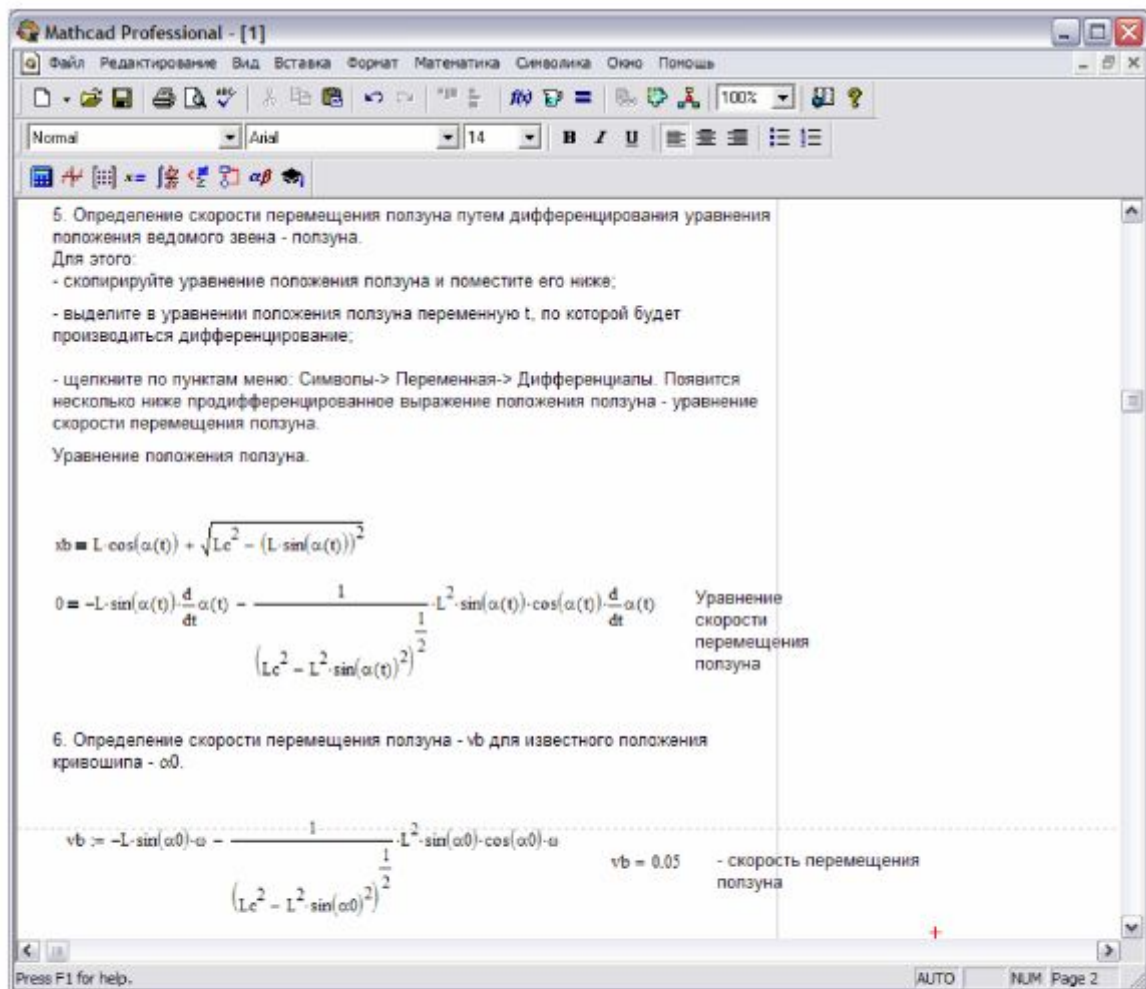 Mathcad Professional - [1]
Файл Редактирование Вид Вставка Формат Математика Символика Окно Помощь
100%
Normal Arial 14 B I U
5. Определение скорости перемещения ползуна путем дифференцирования уравнения
положения ведомого звена - ползуна.
Для этого:
- скопирируйте уравнение положения ползуна и поместите его ниже;
- выделите в уравнении положения ползуна переменную t, по которой будет
производиться дифференцирование;
- щелкните по пунктам меню: Символы-> Переменная-> Дифференциалы. Появится
несколько ниже продифференцированное выражение положения ползуна - уравнение
скорости перемещения ползуна.
Уравнение положения ползуна.
xb = L·cos(α(t)) + √(Lc² − (L·sin(α(t)))²)
0 = −L·sin(α(t))·d/dt α(t) − 1/(Lc² − L²·sin(α(t))²)^(1/2)·L²·sin(α(t))·cos(α(t))·d/dt α(t)
Уравнение
скорости
перемещения
ползуна
6. Определение скорости перемещения ползуна - vb для известного положения
кривошипа - α0.
vb := −L·sin(α0)·ω − 1/(Lc² − L²·sin(α0)²)^(1/2)·L²·sin(α0)·cos(α0)·ω
vb = 0.05
- скорость перемещения
ползуна
Press F1 for help.
AUTO NUM Page 2